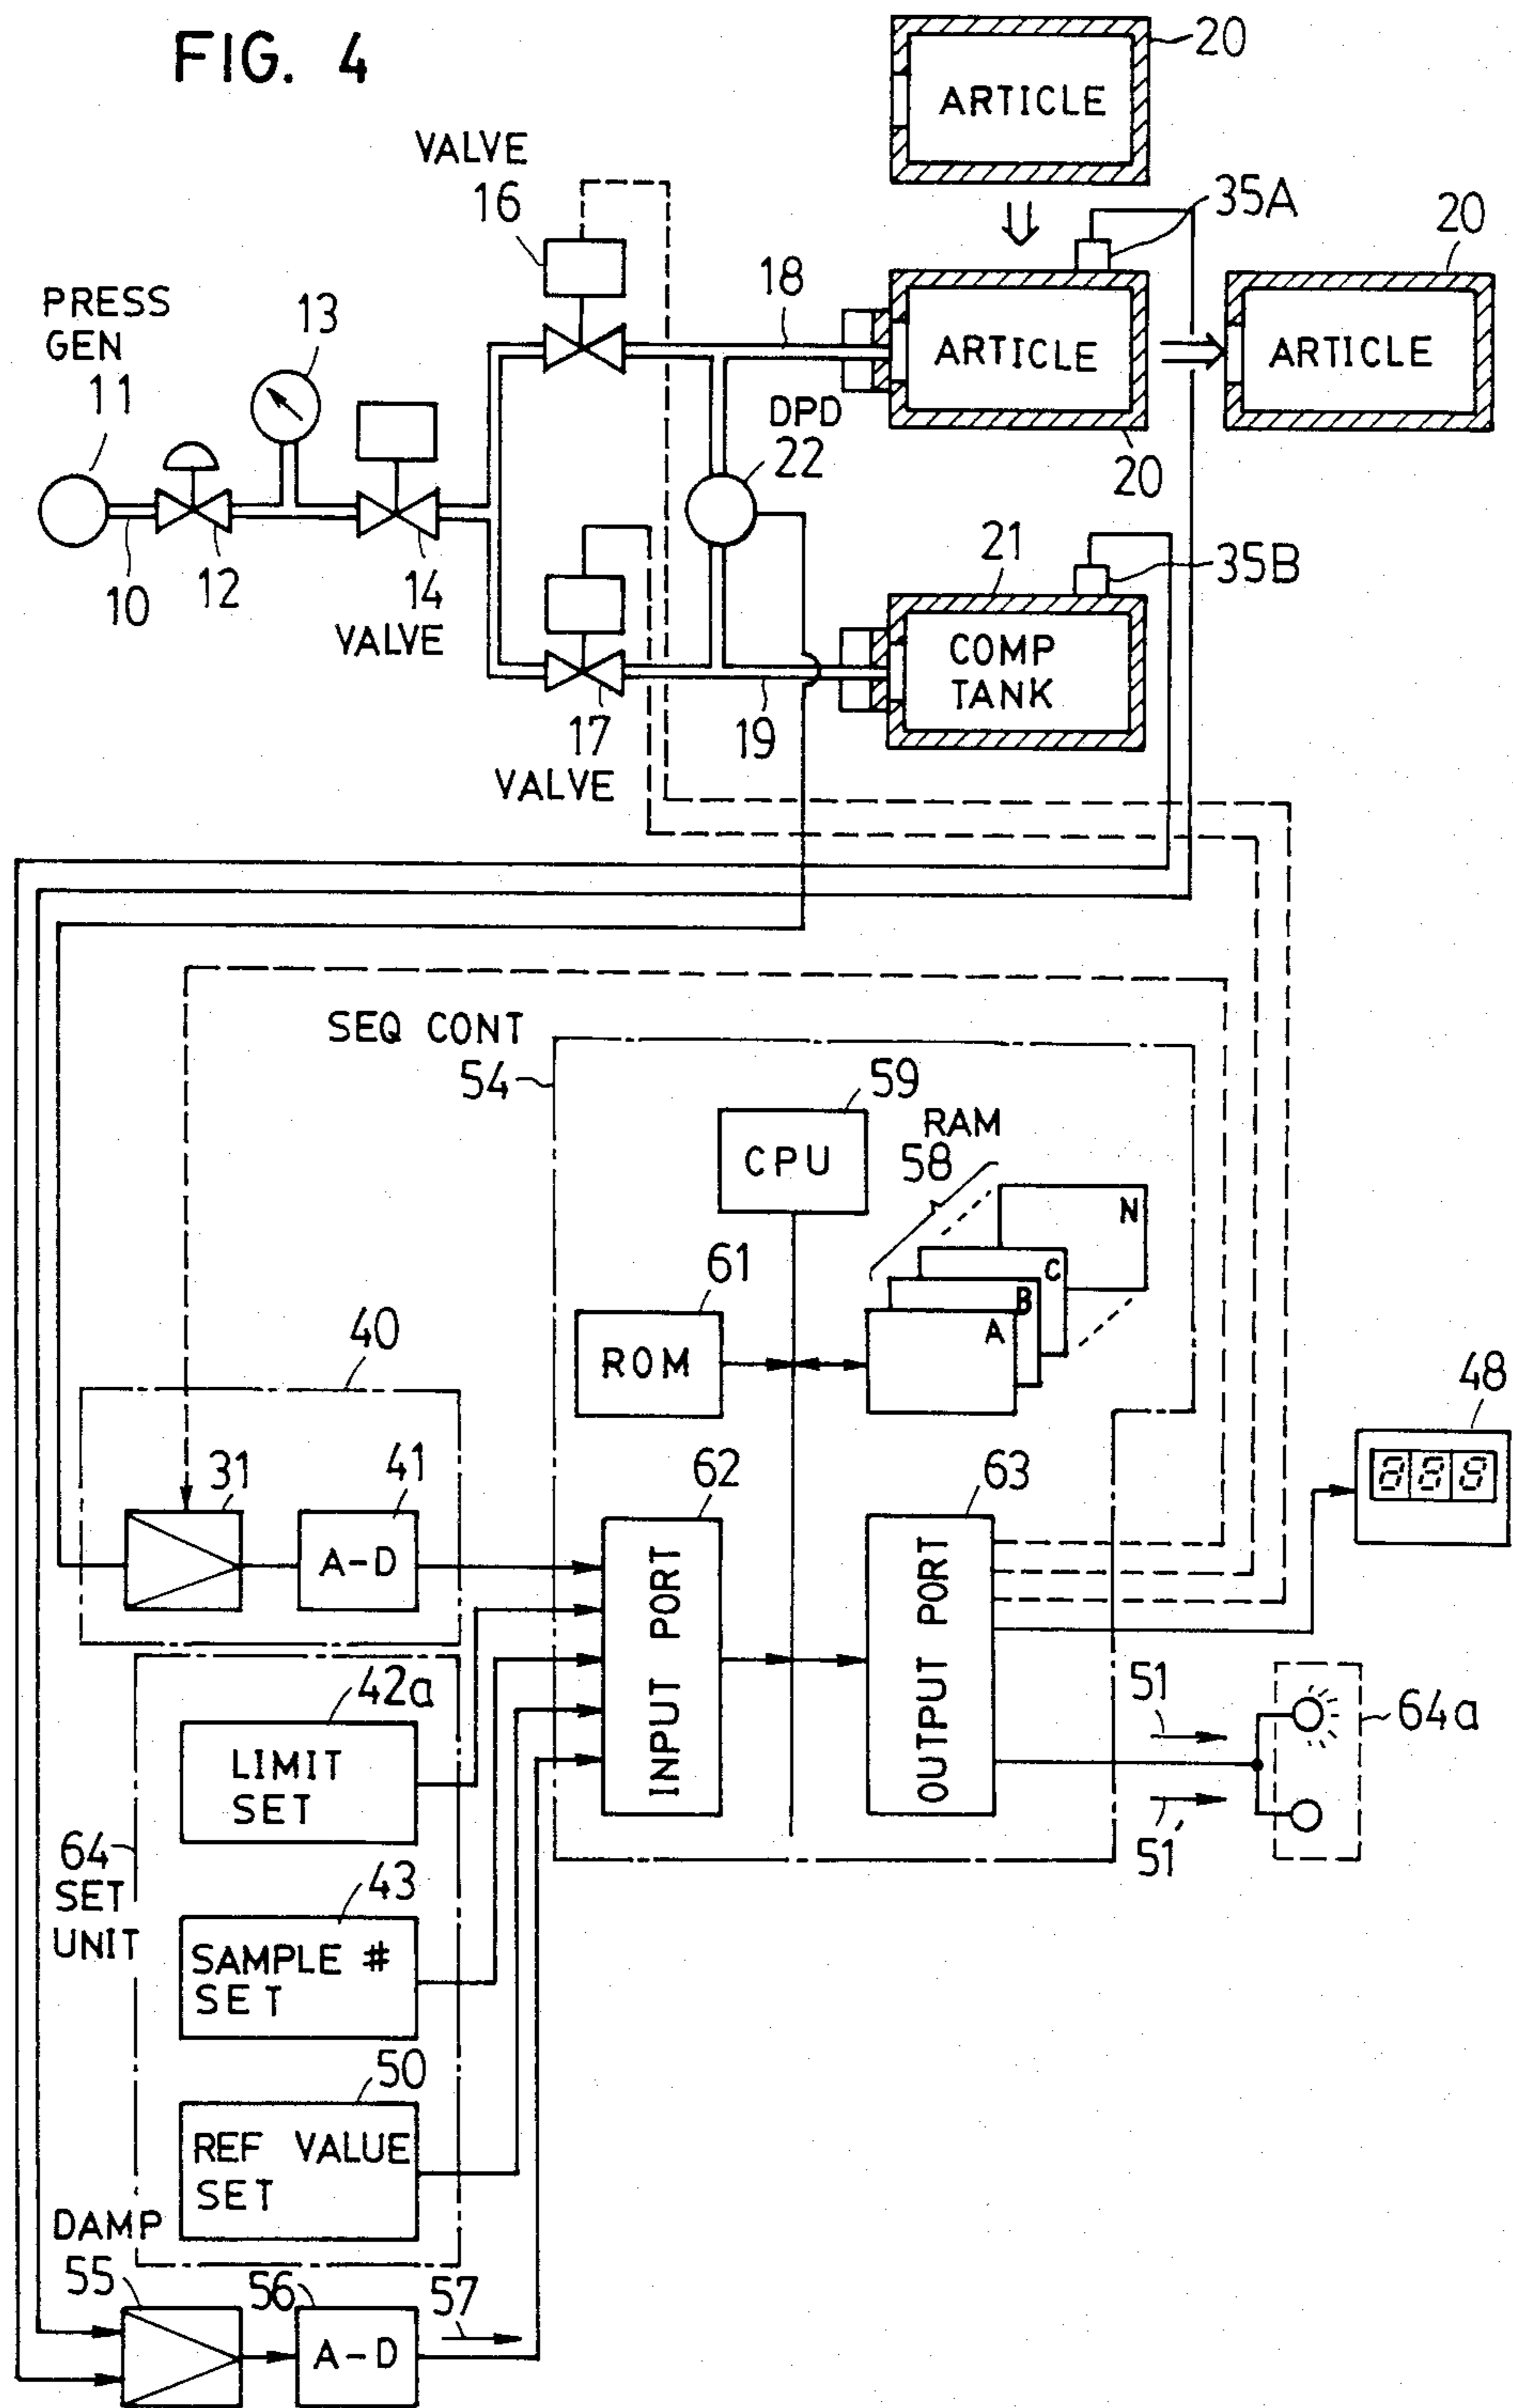 FIG. 4
20
ARTICLE
VALVE
16
35A
20
PRESS
GEN
11
13
18
ARTICLE
ARTICLE
DPD
22
20
10
12
14
VALVE
21
35B
COMP
TANK
17
VALVE
19
SEQ CONT
54
59
CPU
RAM
58
N
C
B
A
61
ROM
40
48
888
31
41
A-D
62
INPUT PORT
63
OUTPUT PORT
42a
LIMIT
SET
51
64a
51'
64
SET
UNIT
43
SAMPLE #
SET
50
REF VALUE
SET
DAMP
55
56
A-D
57